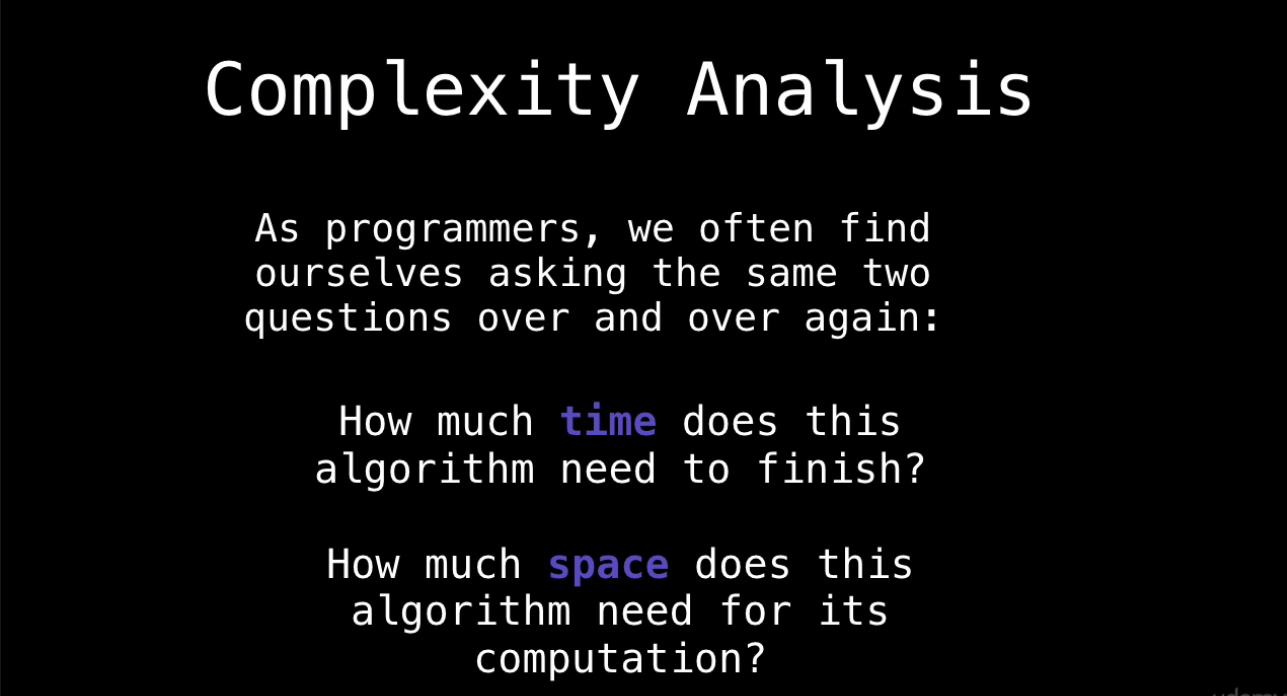 Complexity Analysis
As programmers, we often find
ourselves asking the same two
questions over and over again:
How much time does this
algorithm need to finish?
How much space does this
algorithm need for its
computation?